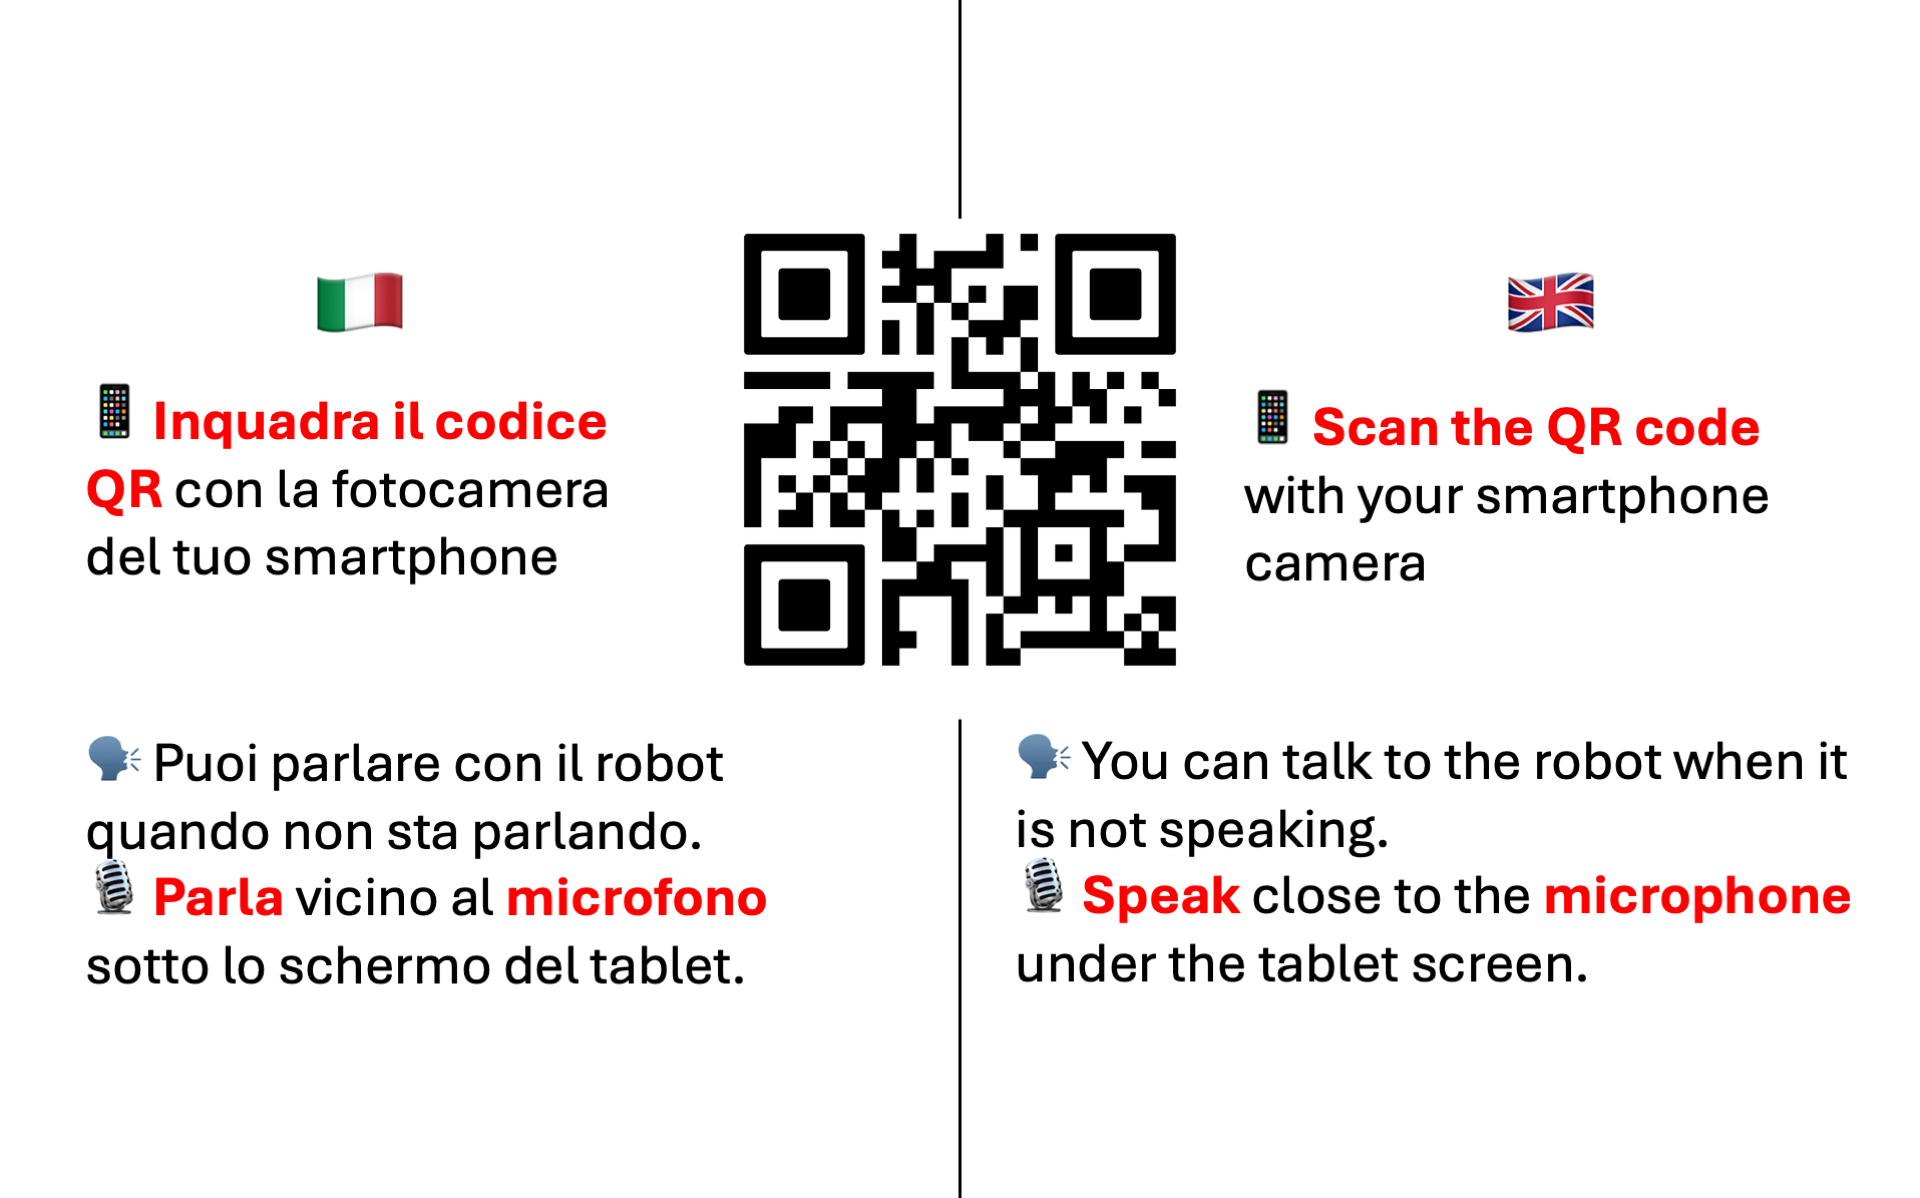 Inquadra il codice
QR con la fotocamera
del tuo smartphone
Scan the QR code
with your smartphone
camera
Puoi parlare con il robot
quando non sta parlando.
Parla vicino al microfono
sotto lo schermo del tablet.
You can talk to the robot when it
is not speaking.
Speak close to the microphone
under the tablet screen.